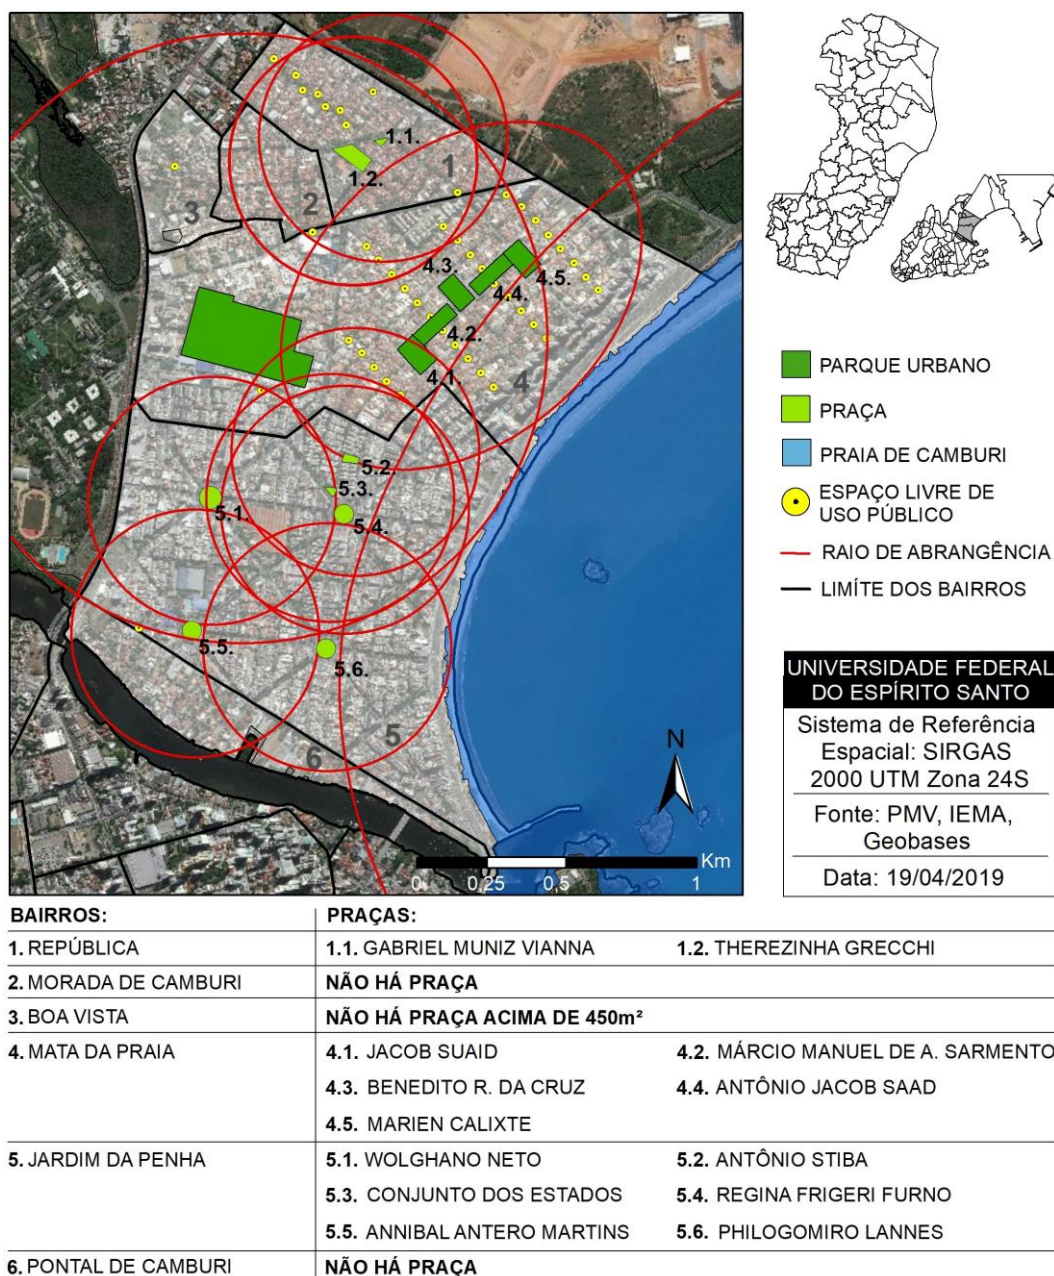 1.1.
1.2.
1
2
3
4.3.
4.5.
4.4.
4.2.
4.1.
4
5.2.
5.3.
5.1.
5.4.
5.5.
5.6.
5
6
N
Km
0 0,25 0,5 1
PARQUE URBANO
PRAÇA
PRAIA DE CAMBURI
ESPAÇO LIVRE DE
USO PÚBLICO
RAIO DE ABRANGÊNCIA
LIMÍTE DOS BAIRROS
UNIVERSIDADE FEDERAL
DO ESPÍRITO SANTO
Sistema de Referência
Espacial: SIRGAS
2000 UTM Zona 24S
Fonte: PMV, IEMA,
Geobases
Data: 19/04/2019
BAIRROS: PRAÇAS:
1. REPÚBLICA 1.1. GABRIEL MUNIZ VIANNA 1.2. THEREZINHA GRECCHI
2. MORADA DE CAMBURI NÃO HÁ PRAÇA
3. BOA VISTA NÃO HÁ PRAÇA ACIMA DE 450m²
4. MATA DA PRAIA 4.1. JACOB SUAID 4.2. MÁRCIO MANUEL DE A. SARMENTO
4.3. BENEDITO R. DA CRUZ 4.4. ANTÔNIO JACOB SAAD
4.5. MARIEN CALIXTE
5. JARDIM DA PENHA 5.1. WOLGHANO NETO 5.2. ANTÔNIO STIBA
5.3. CONJUNTO DOS ESTADOS 5.4. REGINA FRIGERI FURNO
5.5. ANNIBAL ANTERO MARTINS 5.6. PHILOGOMIRO LANNES
6. PONTAL DE CAMBURI NÃO HÁ PRAÇA